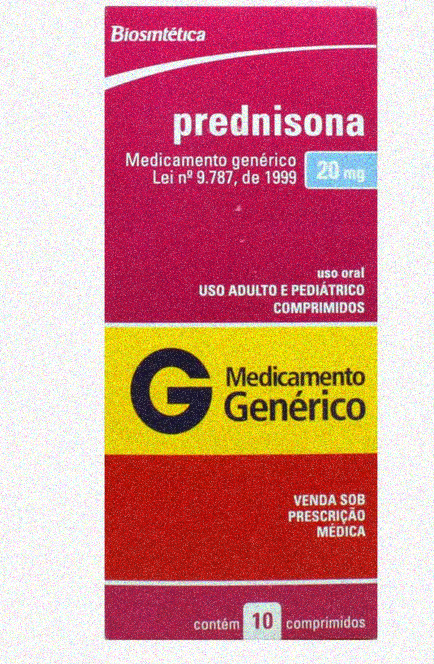 Biosintética
prednisona
Medicamento genérico
Lei nº 9.787, de 1999
20 mg
uso oral
USO ADULTO E PEDIÁTRICO
COMPRIMIDOS
G
Medicamento
Genérico
VENDA SOB
PRESCRIÇÃO
MÉDICA
contém 10 comprimidos